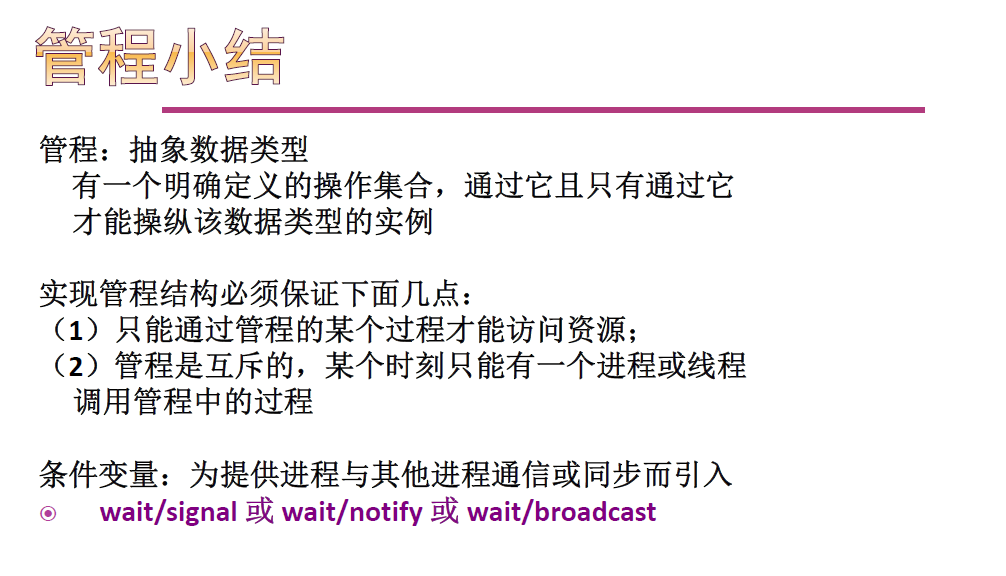 管程小结
管程：抽象数据类型
有一个明确定义的操作集合，通过它且只有通过它
才能操纵该数据类型的实例
实现管程结构必须保证下面几点：
（1）只能通过管程的某个过程才能访问资源；
（2）管程是互斥的，某个时刻只能有一个进程或线程
调用管程中的过程
条件变量：为提供进程与其他进程通信或同步而引入
wait/signal 或 wait/notify 或 wait/broadcast